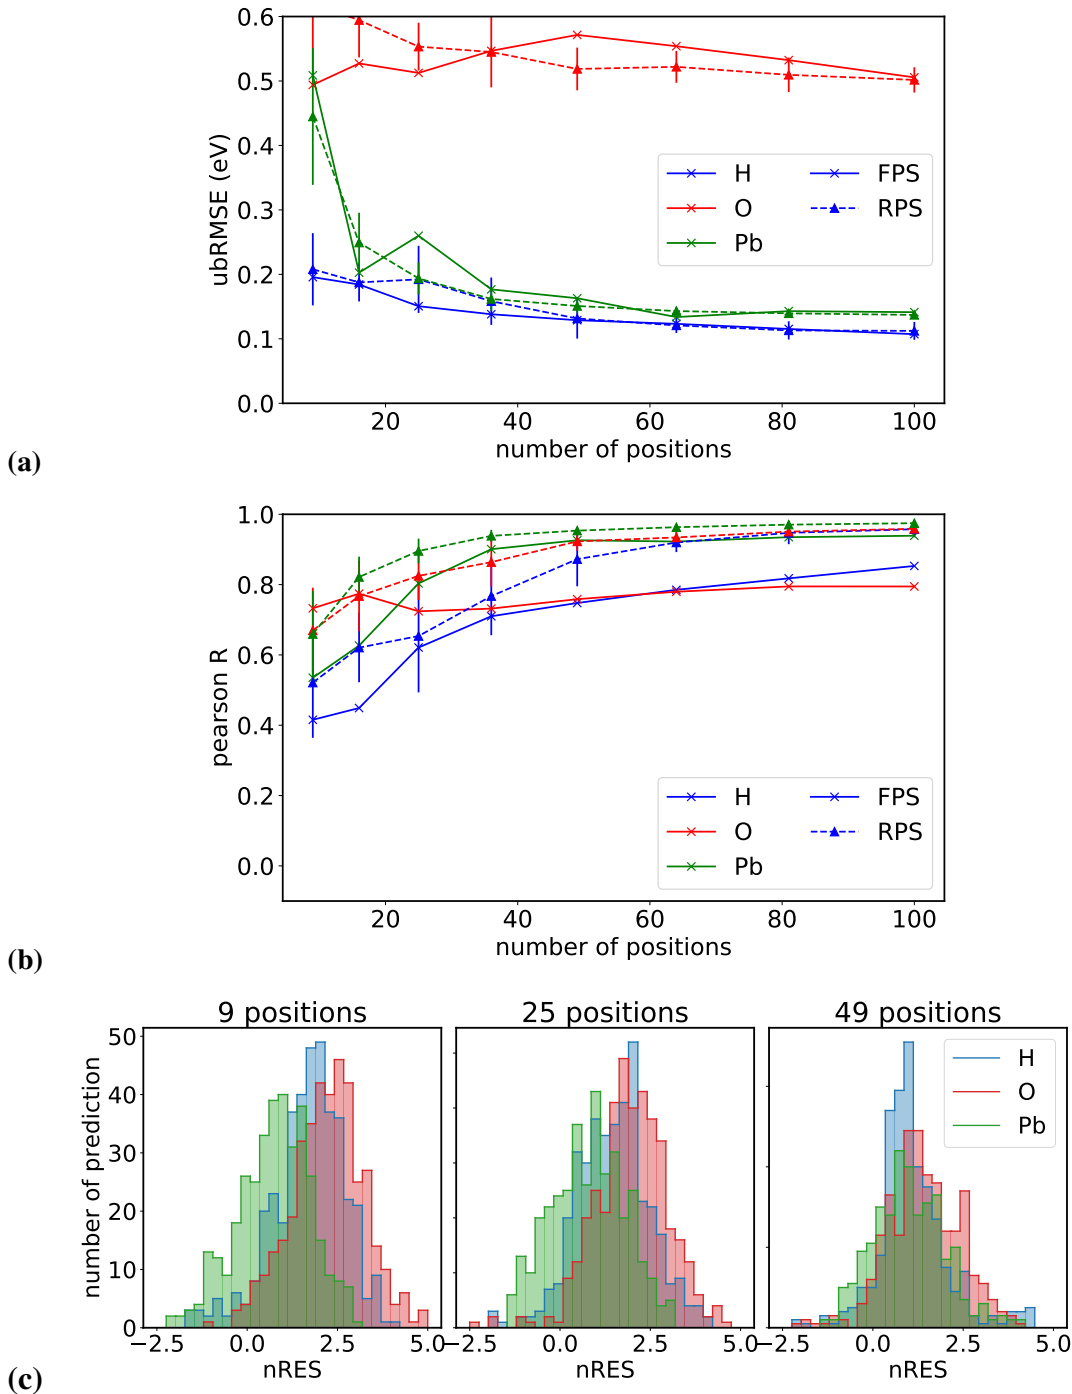 0.6
0.5
0.4
0.3
0.2
0.1
0.0
ubRMSE (eV)
H FPS
O RPS
Pb
20 40 60 80 100
number of positions
(a)
1.0
0.8
0.6
0.4
0.2
0.0
pearson R
H FPS
O RPS
Pb
20 40 60 80 100
number of positions
(b)
9 positions 25 positions 49 positions
50
40
30
20
10
0
number of prediction
H
O
Pb
−2.5 0.0 2.5 5.0 −2.5 0.0 2.5 5.0 −2.5 0.0 2.5 5.0
nRES nRES nRES
(c)